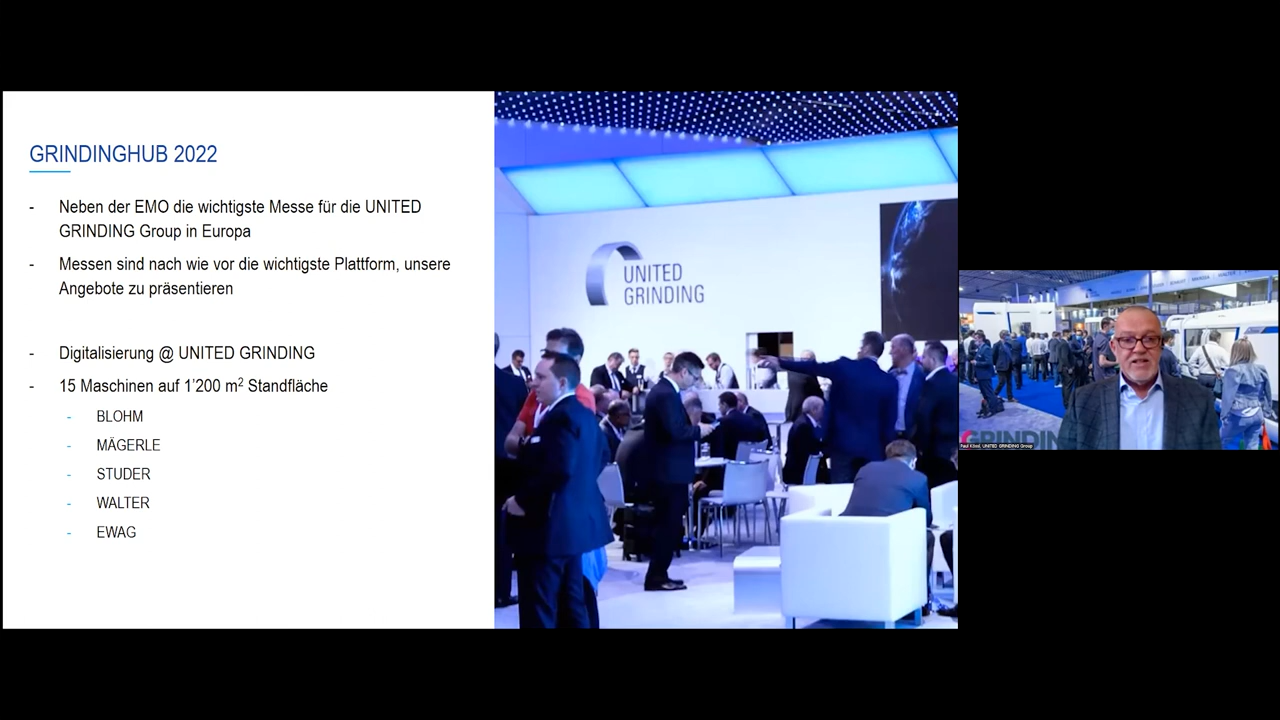 GRINDINGHUB 2022
- Neben der EMO die wichtigste Messe für die UNITED
GRINDING Group in Europa
- Messen sind nach wie vor die wichtigste Plattform, unsere
Angebote zu präsentieren
- Digitalisierung @ UNITED GRINDING
- 15 Maschinen auf 1'200 m² Standfläche
- BLOHM
- MÄGERLE
- STUDER
- WALTER
- EWAG
UNITED
GRINDING
GRINDIN